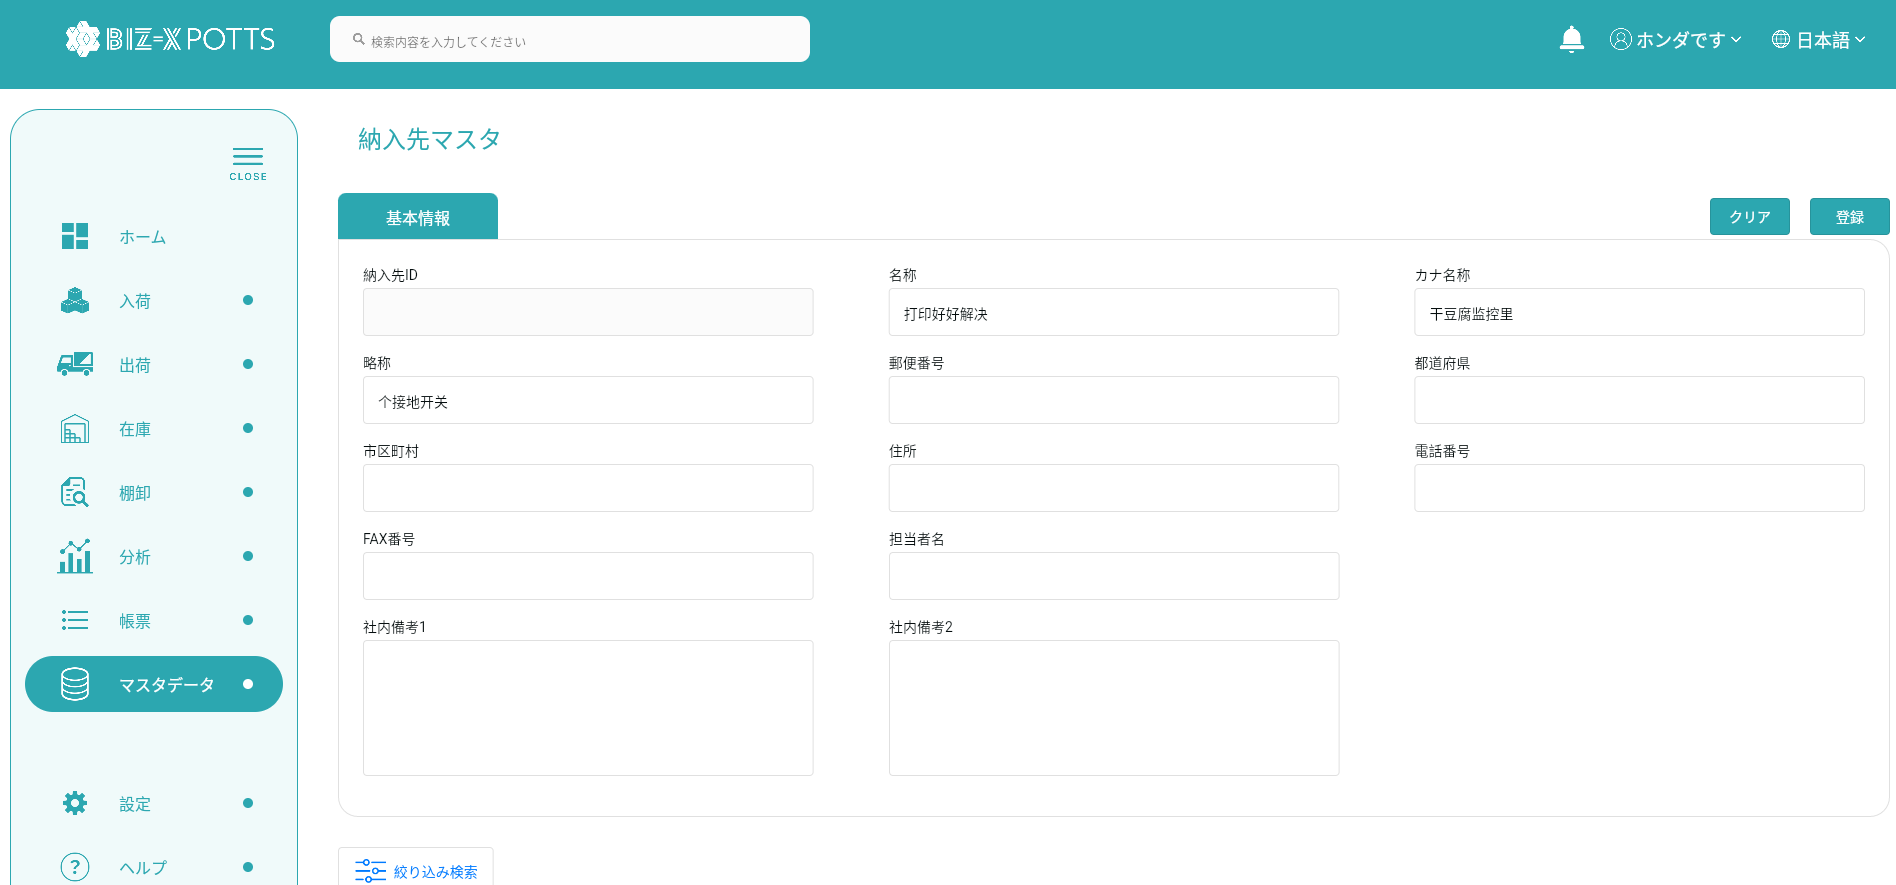 BIZ=X POTTS
検索内容を入力してください
ホンダです
日本語
CLOSE
ホーム
入荷
出荷
在庫
棚卸
分析
帳票
マスタデータ
設定
ヘルプ
納入先マスタ
基本情報
クリア
登録
納入先ID
名称
打印好好解决
カナ名称
干豆腐监控里
略称
个接地开关
郵便番号
都道府県
市区町村
住所
電話番号
FAX番号
担当者名
社内備考1
社内備考2
絞り込み検索